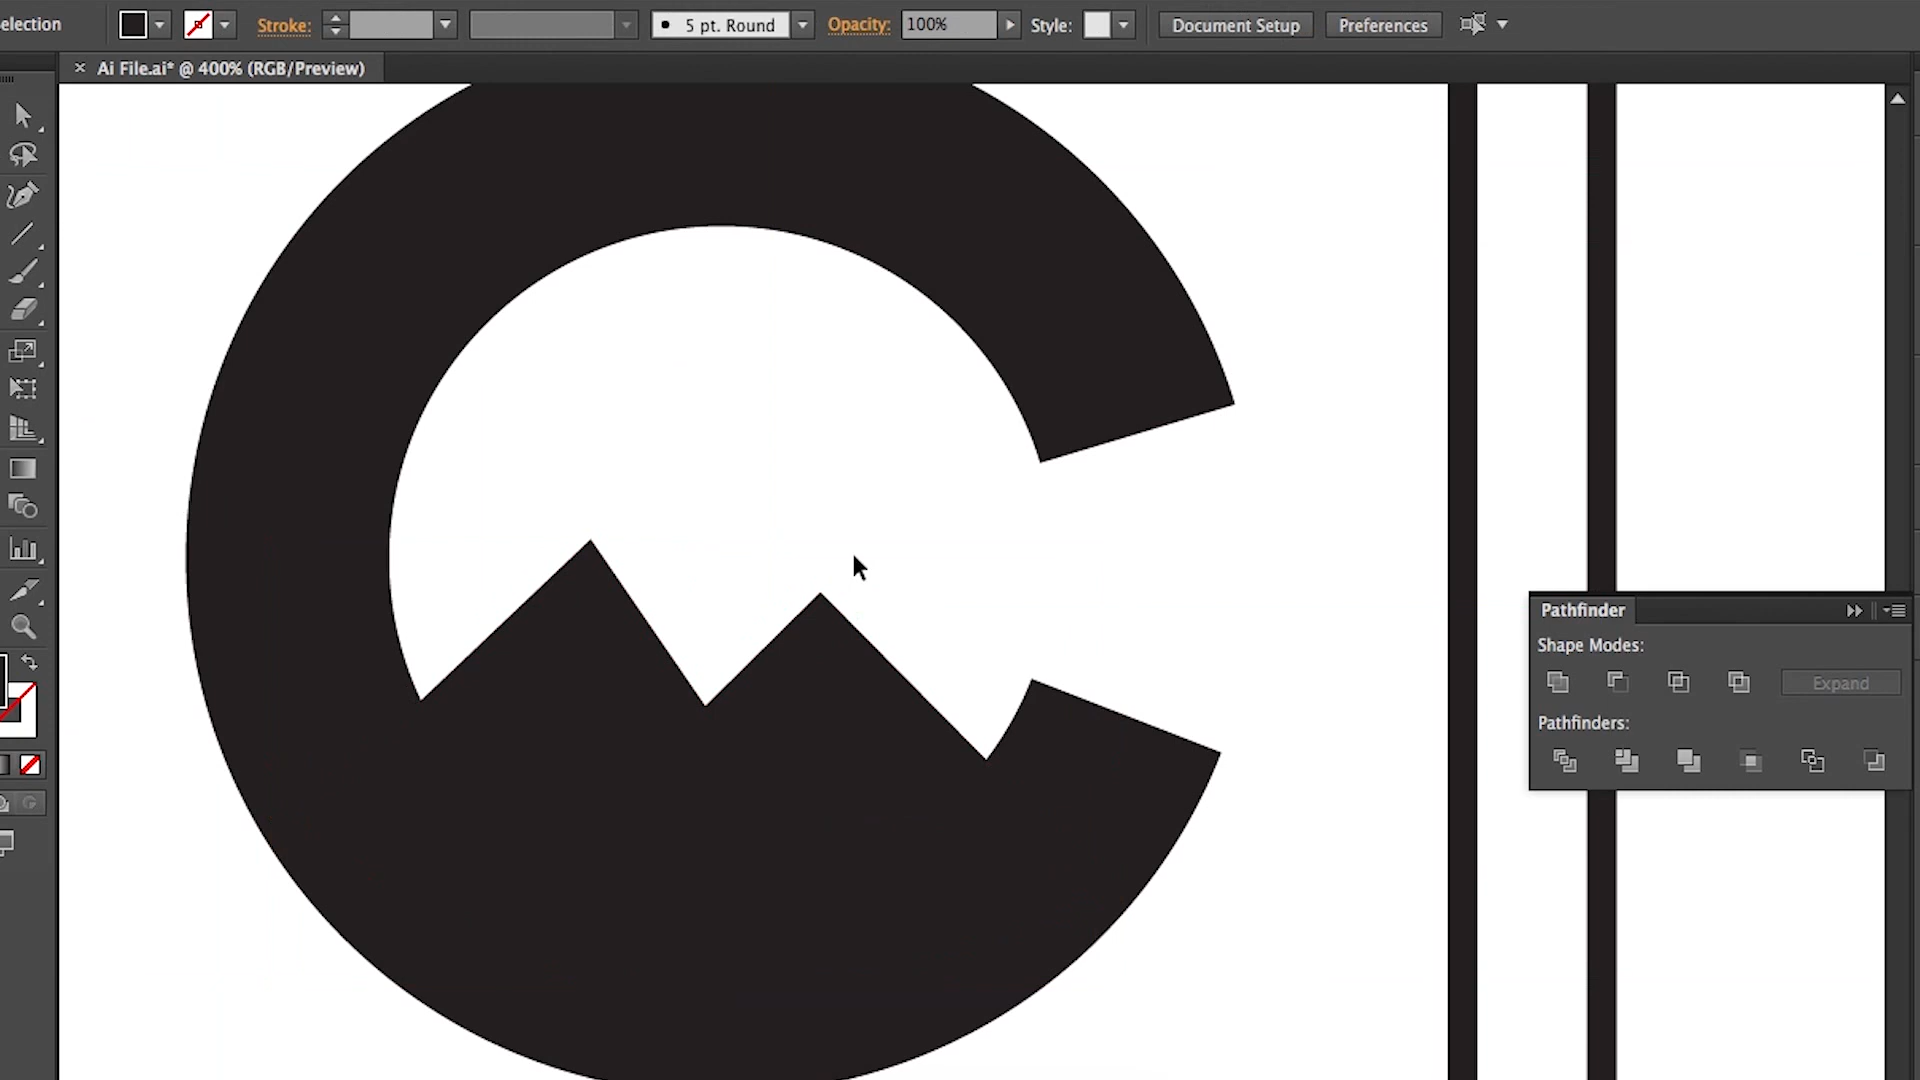 election
Stroke:
5 pt. Round
Opacity:
100%
Style:
Document Setup
Preferences
× Ai File.ai* @ 400% (RGB/Preview)
Pathfinder
Shape Modes:
Expand
Pathfinders: